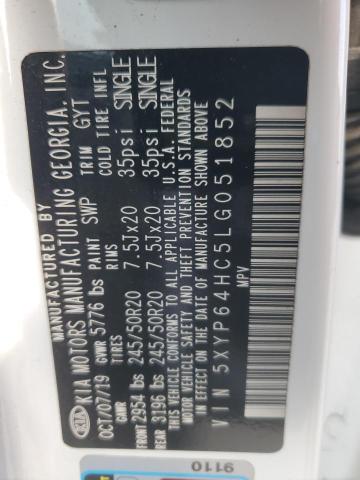 MANUFACTURED BY
KIA KIA MOTORS MANUFACTURING GEORGIA, INC.
OCT/07/19 PAINT SWP TRIM GYT
GVWR 5776 lbs
GAWR TIRES RIMS COLD TIRE INFL
FRONT 2954 lbs 245/50R20 7.5Jx20 35psi SINGLE
REAR 3196 lbs 245/50R20 7.5Jx20 35psi SINGLE
THIS VEHICLE CONFORMS TO ALL APPLICABLE U.S.A. FEDERAL
MOTOR VEHICLE SAFETY AND THEFT PREVENTION STANDARDS
IN EFFECT ON THE DATE OF MANUFACTURE SHOWN ABOVE
VIN 5XYP64HC5LG051852
MPV
9110